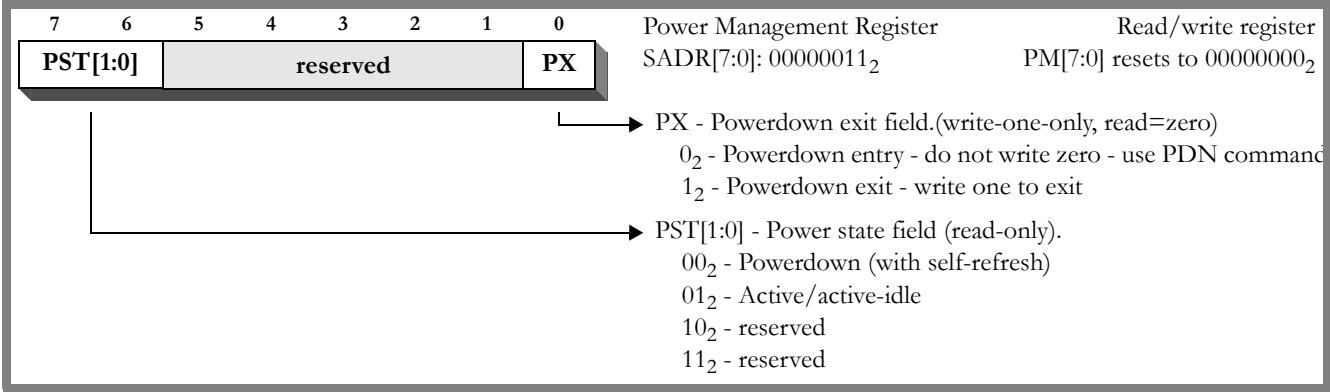 7 6 5 4 3 2 1 0
PST[1:0] reserved PX
Power Management Register Read/write register
SADR[7:0]: 00000011₂ PM[7:0] resets to 00000000₂
PX - Powerdown exit field.(write-one-only, read=zero)
0₂ - Powerdown entry - do not write zero - use PDN command
1₂ - Powerdown exit - write one to exit
PST[1:0] - Power state field (read-only).
00₂ - Powerdown (with self-refresh)
01₂ - Active/active-idle
10₂ - reserved
11₂ - reserved